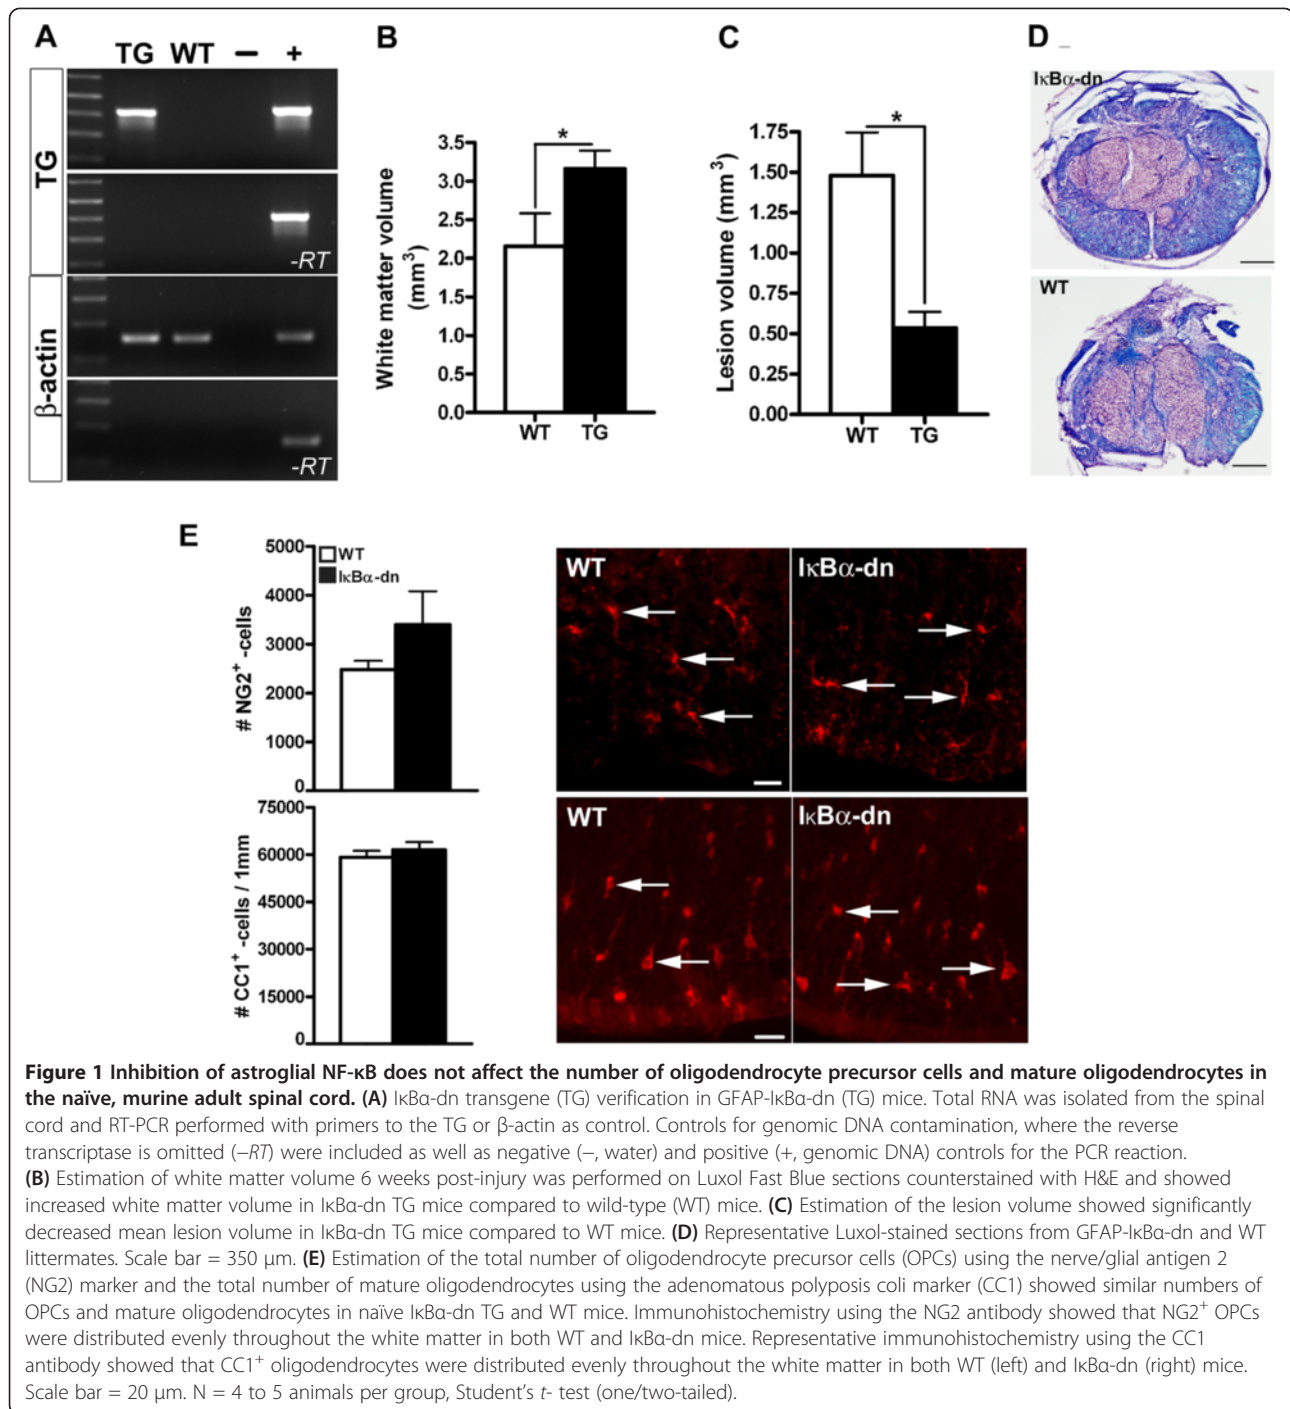 A
TG WT − +
TG
-RT
β-actin
-RT
B
White matter volume
(mm³)
3.5
3.0
2.5
2.0
1.5
1.0
0.5
0.0
*
WT TG
C
Lesion volume (mm³)
1.75
1.50
1.25
1.00
0.75
0.50
0.25
0.00
*
WT TG
D
IκBα-dn
WT
E
# NG2⁺ -cells
5000
4000
3000
2000
1000
0
WT
IκBα-dn
WT
IκBα-dn
# CC1⁺ -cells / 1mm
75000
60000
45000
30000
15000
0
WT
IκBα-dn
Figure 1 Inhibition of astroglial NF-κB does not affect the number of oligodendrocyte precursor cells and mature oligodendrocytes in
the naïve, murine adult spinal cord. (A) IκBα-dn transgene (TG) verification in GFAP-IκBα-dn (TG) mice. Total RNA was isolated from the spinal
cord and RT-PCR performed with primers to the TG or β-actin as control. Controls for genomic DNA contamination, where the reverse
transcriptase is omitted (−RT) were included as well as negative (−, water) and positive (+, genomic DNA) controls for the PCR reaction.
(B) Estimation of white matter volume 6 weeks post-injury was performed on Luxol Fast Blue sections counterstained with H&E and showed
increased white matter volume in IκBα-dn TG mice compared to wild-type (WT) mice. (C) Estimation of the lesion volume showed significantly
decreased mean lesion volume in IκBα-dn TG mice compared to WT mice. (D) Representative Luxol-stained sections from GFAP-IκBα-dn and WT
littermates. Scale bar = 350 μm. (E) Estimation of the total number of oligodendrocyte precursor cells (OPCs) using the nerve/glial antigen 2
(NG2) marker and the total number of mature oligodendrocytes using the adenomatous polyposis coli marker (CC1) showed similar numbers of
OPCs and mature oligodendrocytes in naïve IκBα-dn TG and WT mice. Immunohistochemistry using the NG2 antibody showed that NG2⁺ OPCs
were distributed evenly throughout the white matter in both WT and IκBα-dn mice. Representative immunohistochemistry using the CC1
antibody showed that CC1⁺ oligodendrocytes were distributed evenly throughout the white matter in both WT (left) and IκBα-dn (right) mice.
Scale bar = 20 μm. N = 4 to 5 animals per group, Student's t- test (one/two-tailed).